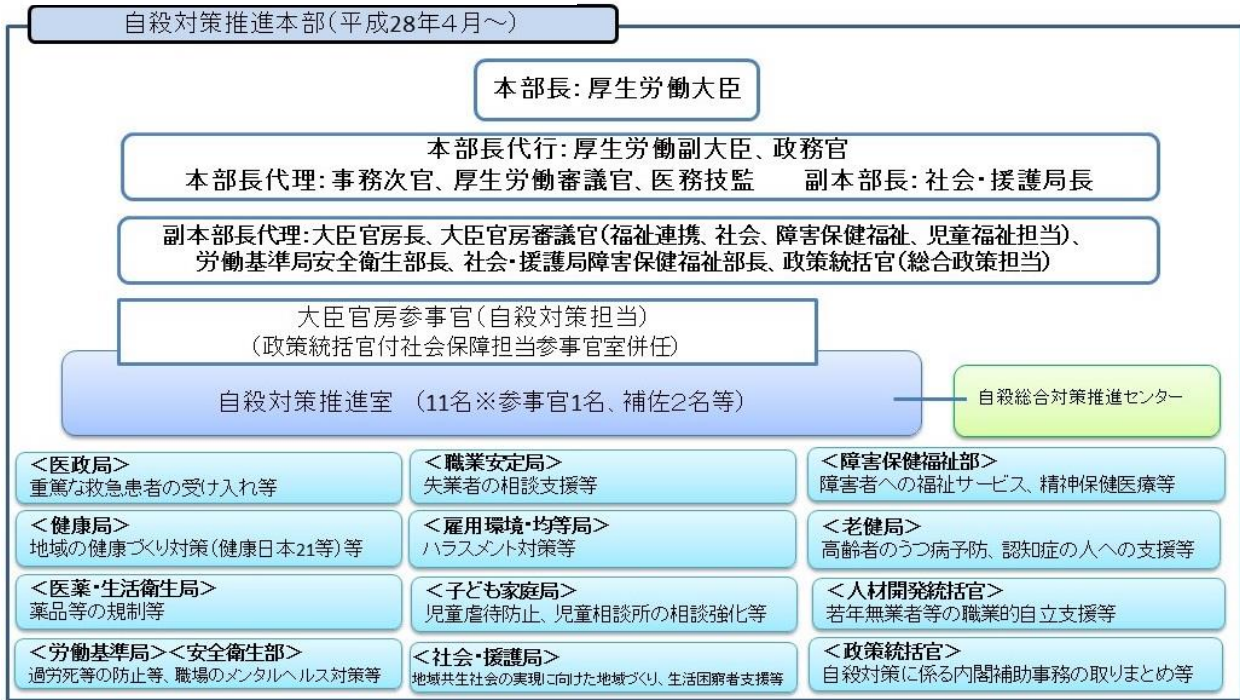 自殺対策推進本部(平成28年4月～)
本部長：厚生労働大臣
本部長代行：厚生労働副大臣、政務官
本部長代理：事務次官、厚生労働審議官、医務技監　副本部長：社会・援護局長
副本部長代理：大臣官房長、大臣官房審議官(福祉連携、社会、障害保健福祉、児童福祉担当)、
労働基準局安全衛生部長、社会・援護局障害保健福祉部長、政策統括官(総合政策担当)
大臣官房参事官(自殺対策担当)
(政策統括官付社会保障担当参事官室併任)
自殺対策推進室　(11名※参事官1名、補佐2名等)
自殺総合対策推進センター
＜医政局＞
重篤な救急患者の受け入れ等
＜健康局＞
地域の健康づくり対策(健康日本21等)等
＜医薬・生活衛生局＞
薬品等の規制等
＜労働基準局＞＜安全衛生部＞
過労死等の防止等、職場のメンタルヘルス対策等
＜職業安定局＞
失業者の相談支援等
＜雇用環境・均等局＞
ハラスメント対策等
＜子ども家庭局＞
児童虐待防止、児童相談所の相談強化等
＜社会・援護局＞
地域共生社会の実現に向けた地域づくり、生活困窮者支援等
＜障害保健福祉部＞
障害者への福祉サービス、精神保健医療等
＜老健局＞
高齢者のうつ病予防、認知症の人への支援等
＜人材開発統括官＞
若年無業者等の職業的自立支援等
＜政策統括官＞
自殺対策に係る内閣補助事務の取りまとめ等